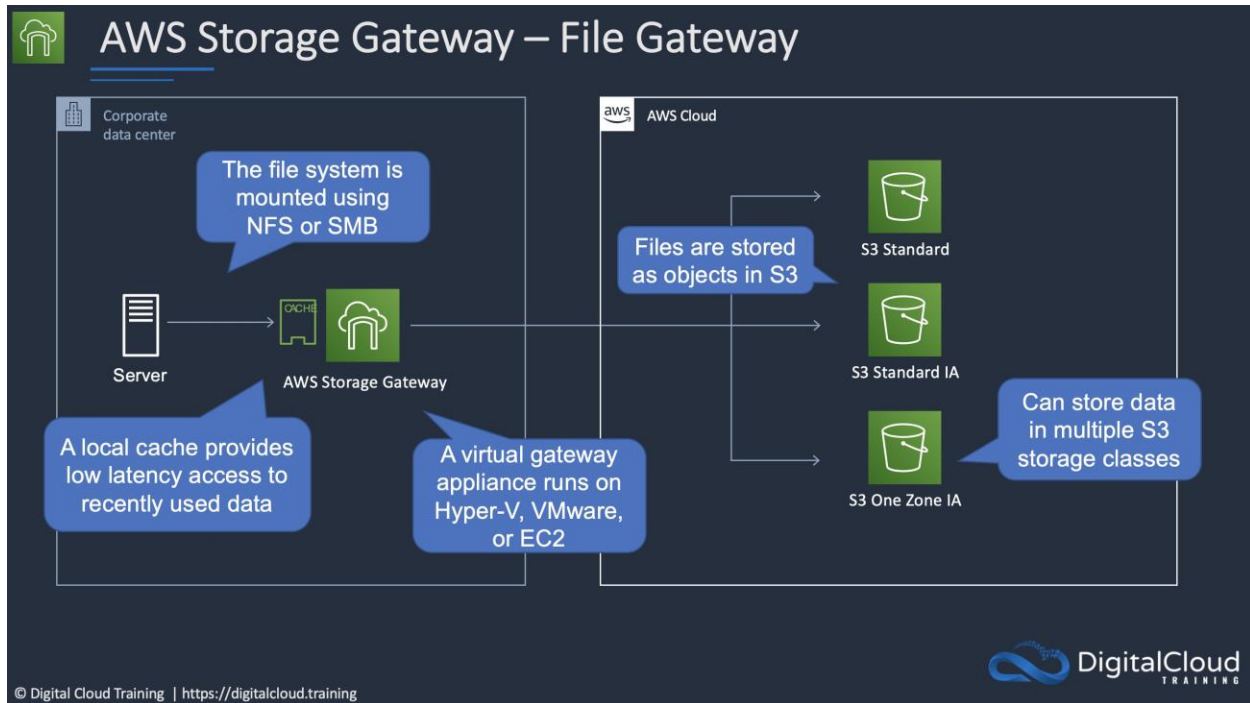 AWS Storage Gateway – File Gateway
Corporate
data center
aws
AWS Cloud
The file system is
mounted using
NFS or SMB
Files are stored
as objects in S3
S3 Standard
CACHE
Server
AWS Storage Gateway
S3 Standard IA
A local cache provides
low latency access to
recently used data
A virtual gateway
appliance runs on
Hyper-V, VMware,
or EC2
Can store data
in multiple S3
storage classes
S3 One Zone IA
DigitalCloud
TRAINING
© Digital Cloud Training | https://digitalcloud.training